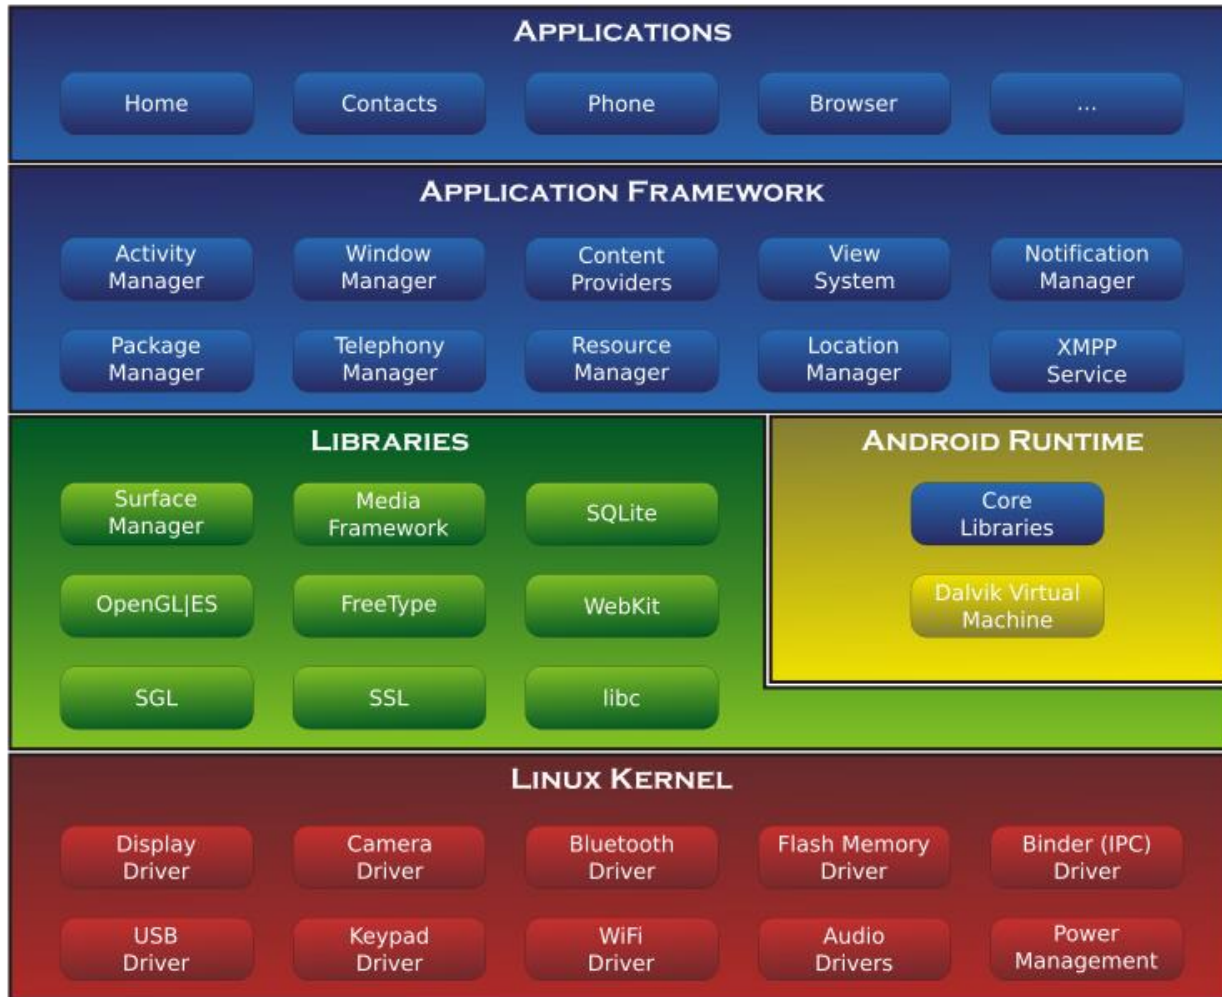 APPLICATIONS
Home
Contacts
Phone
Browser
...
APPLICATION FRAMEWORK
Activity
Manager
Window
Manager
Content
Providers
View
System
Notification
Manager
Package
Manager
Telephony
Manager
Resource
Manager
Location
Manager
XMPP
Service
LIBRARIES
Surface
Manager
Media
Framework
SQLite
OpenGL|ES
FreeType
WebKit
SGL
SSL
libc
ANDROID RUNTIME
Core
Libraries
Dalvik Virtual
Machine
LINUX KERNEL
Display
Driver
Camera
Driver
Bluetooth
Driver
Flash Memory
Driver
Binder (IPC)
Driver
USB
Driver
Keypad
Driver
WiFi
Driver
Audio
Drivers
Power
Management